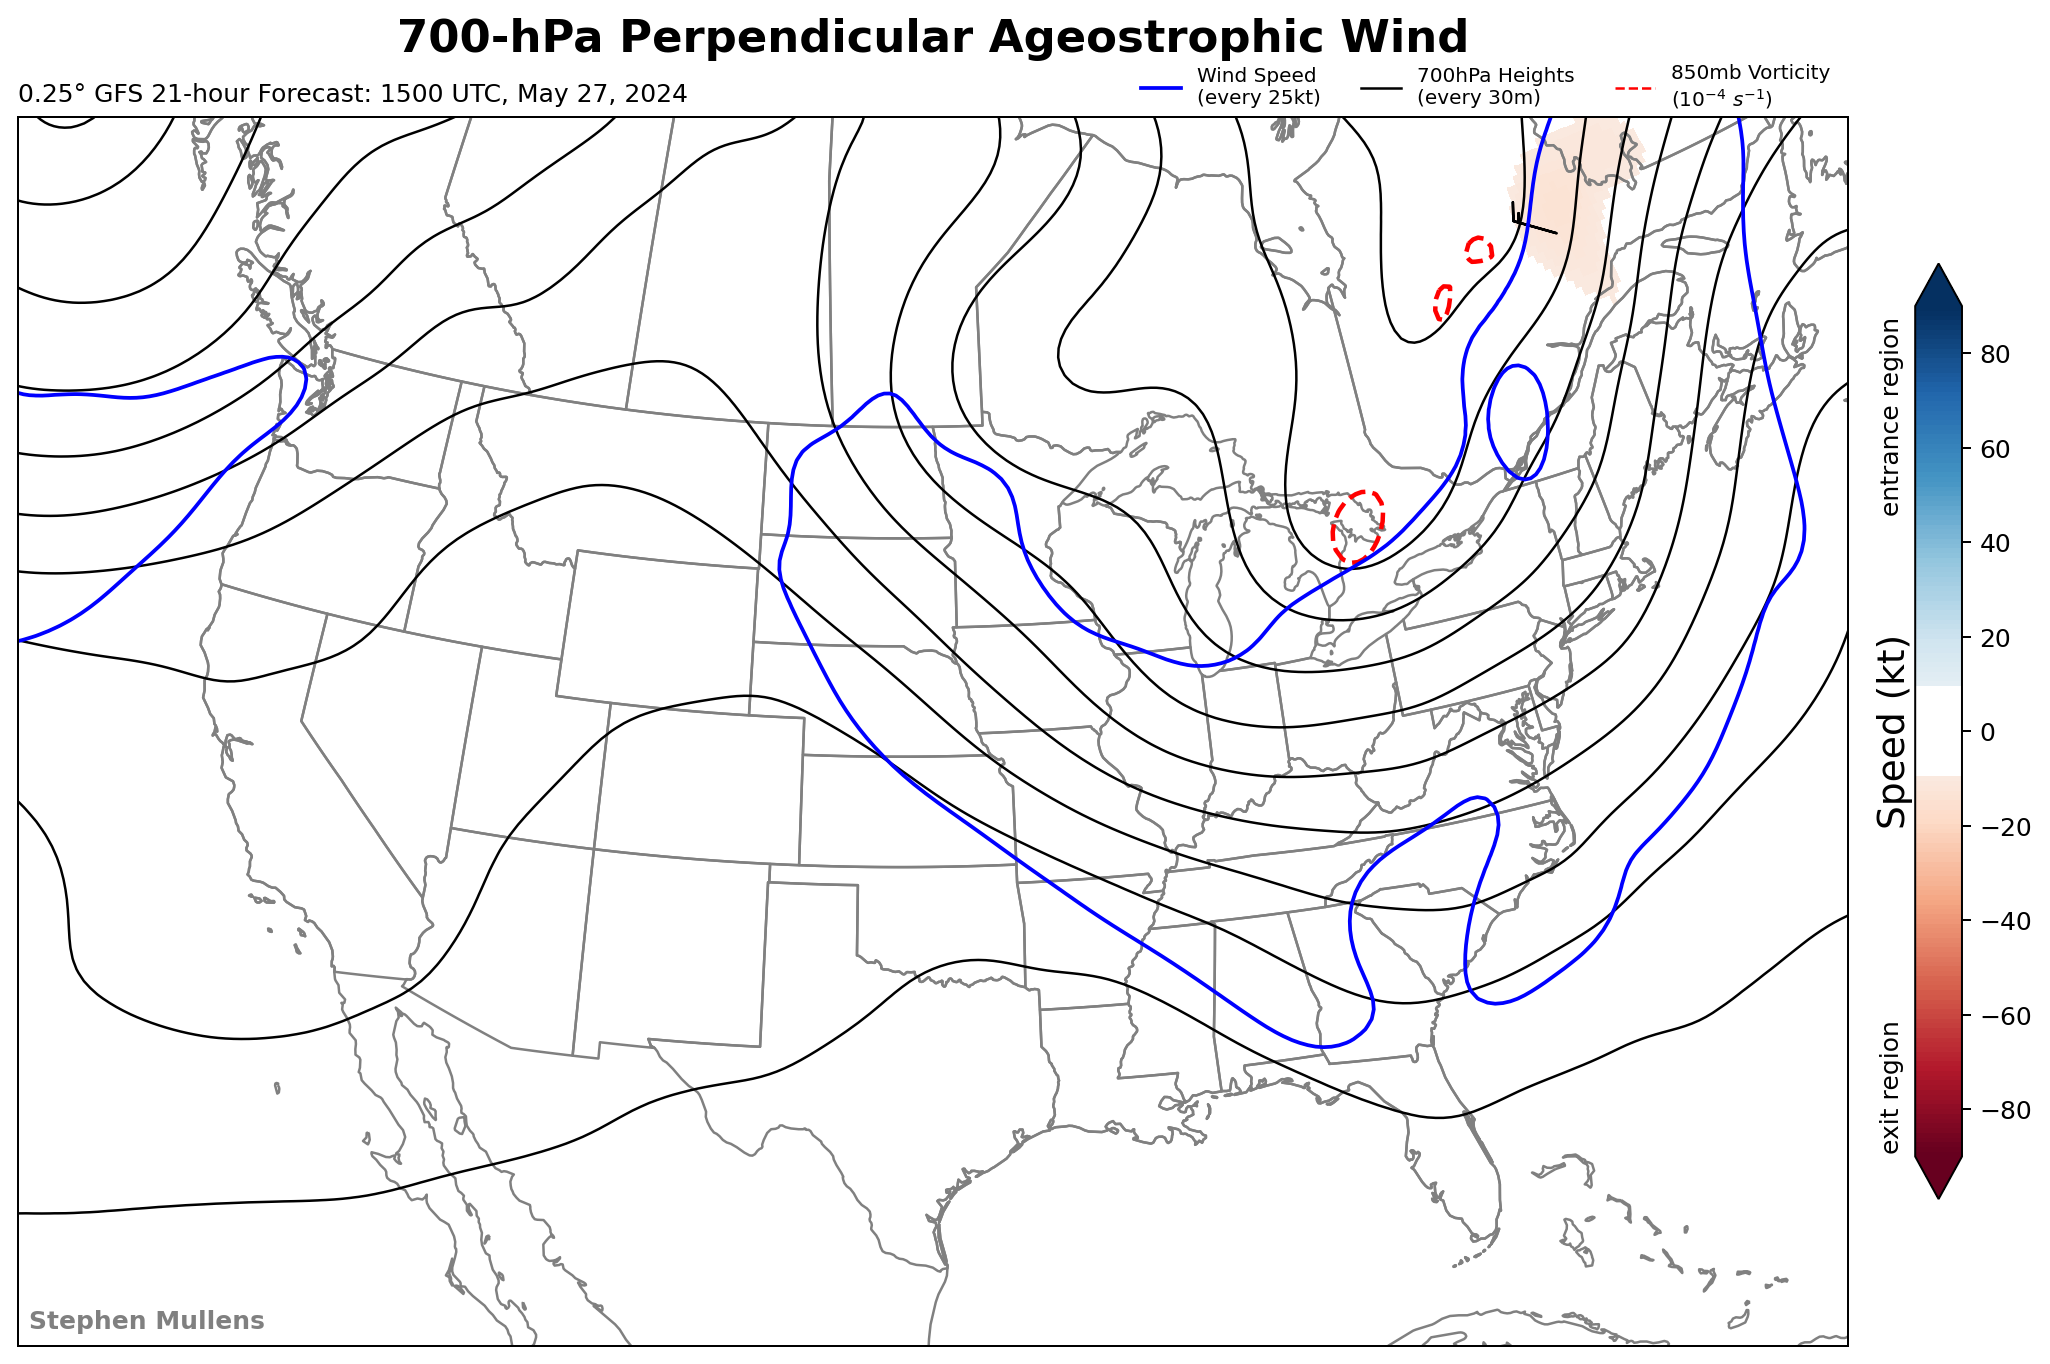 700-hPa Perpendicular Ageostrophic Wind
0.25° GFS 21-hour Forecast: 1500 UTC, May 27, 2024
Wind Speed
(every 25kt)
700hPa Heights
(every 30m)
850mb Vorticity
(10⁻⁴ s⁻¹)
entrance region
Speed (kt)
exit region
80
60
40
20
0
−20
−40
−60
−80
Stephen Mullens